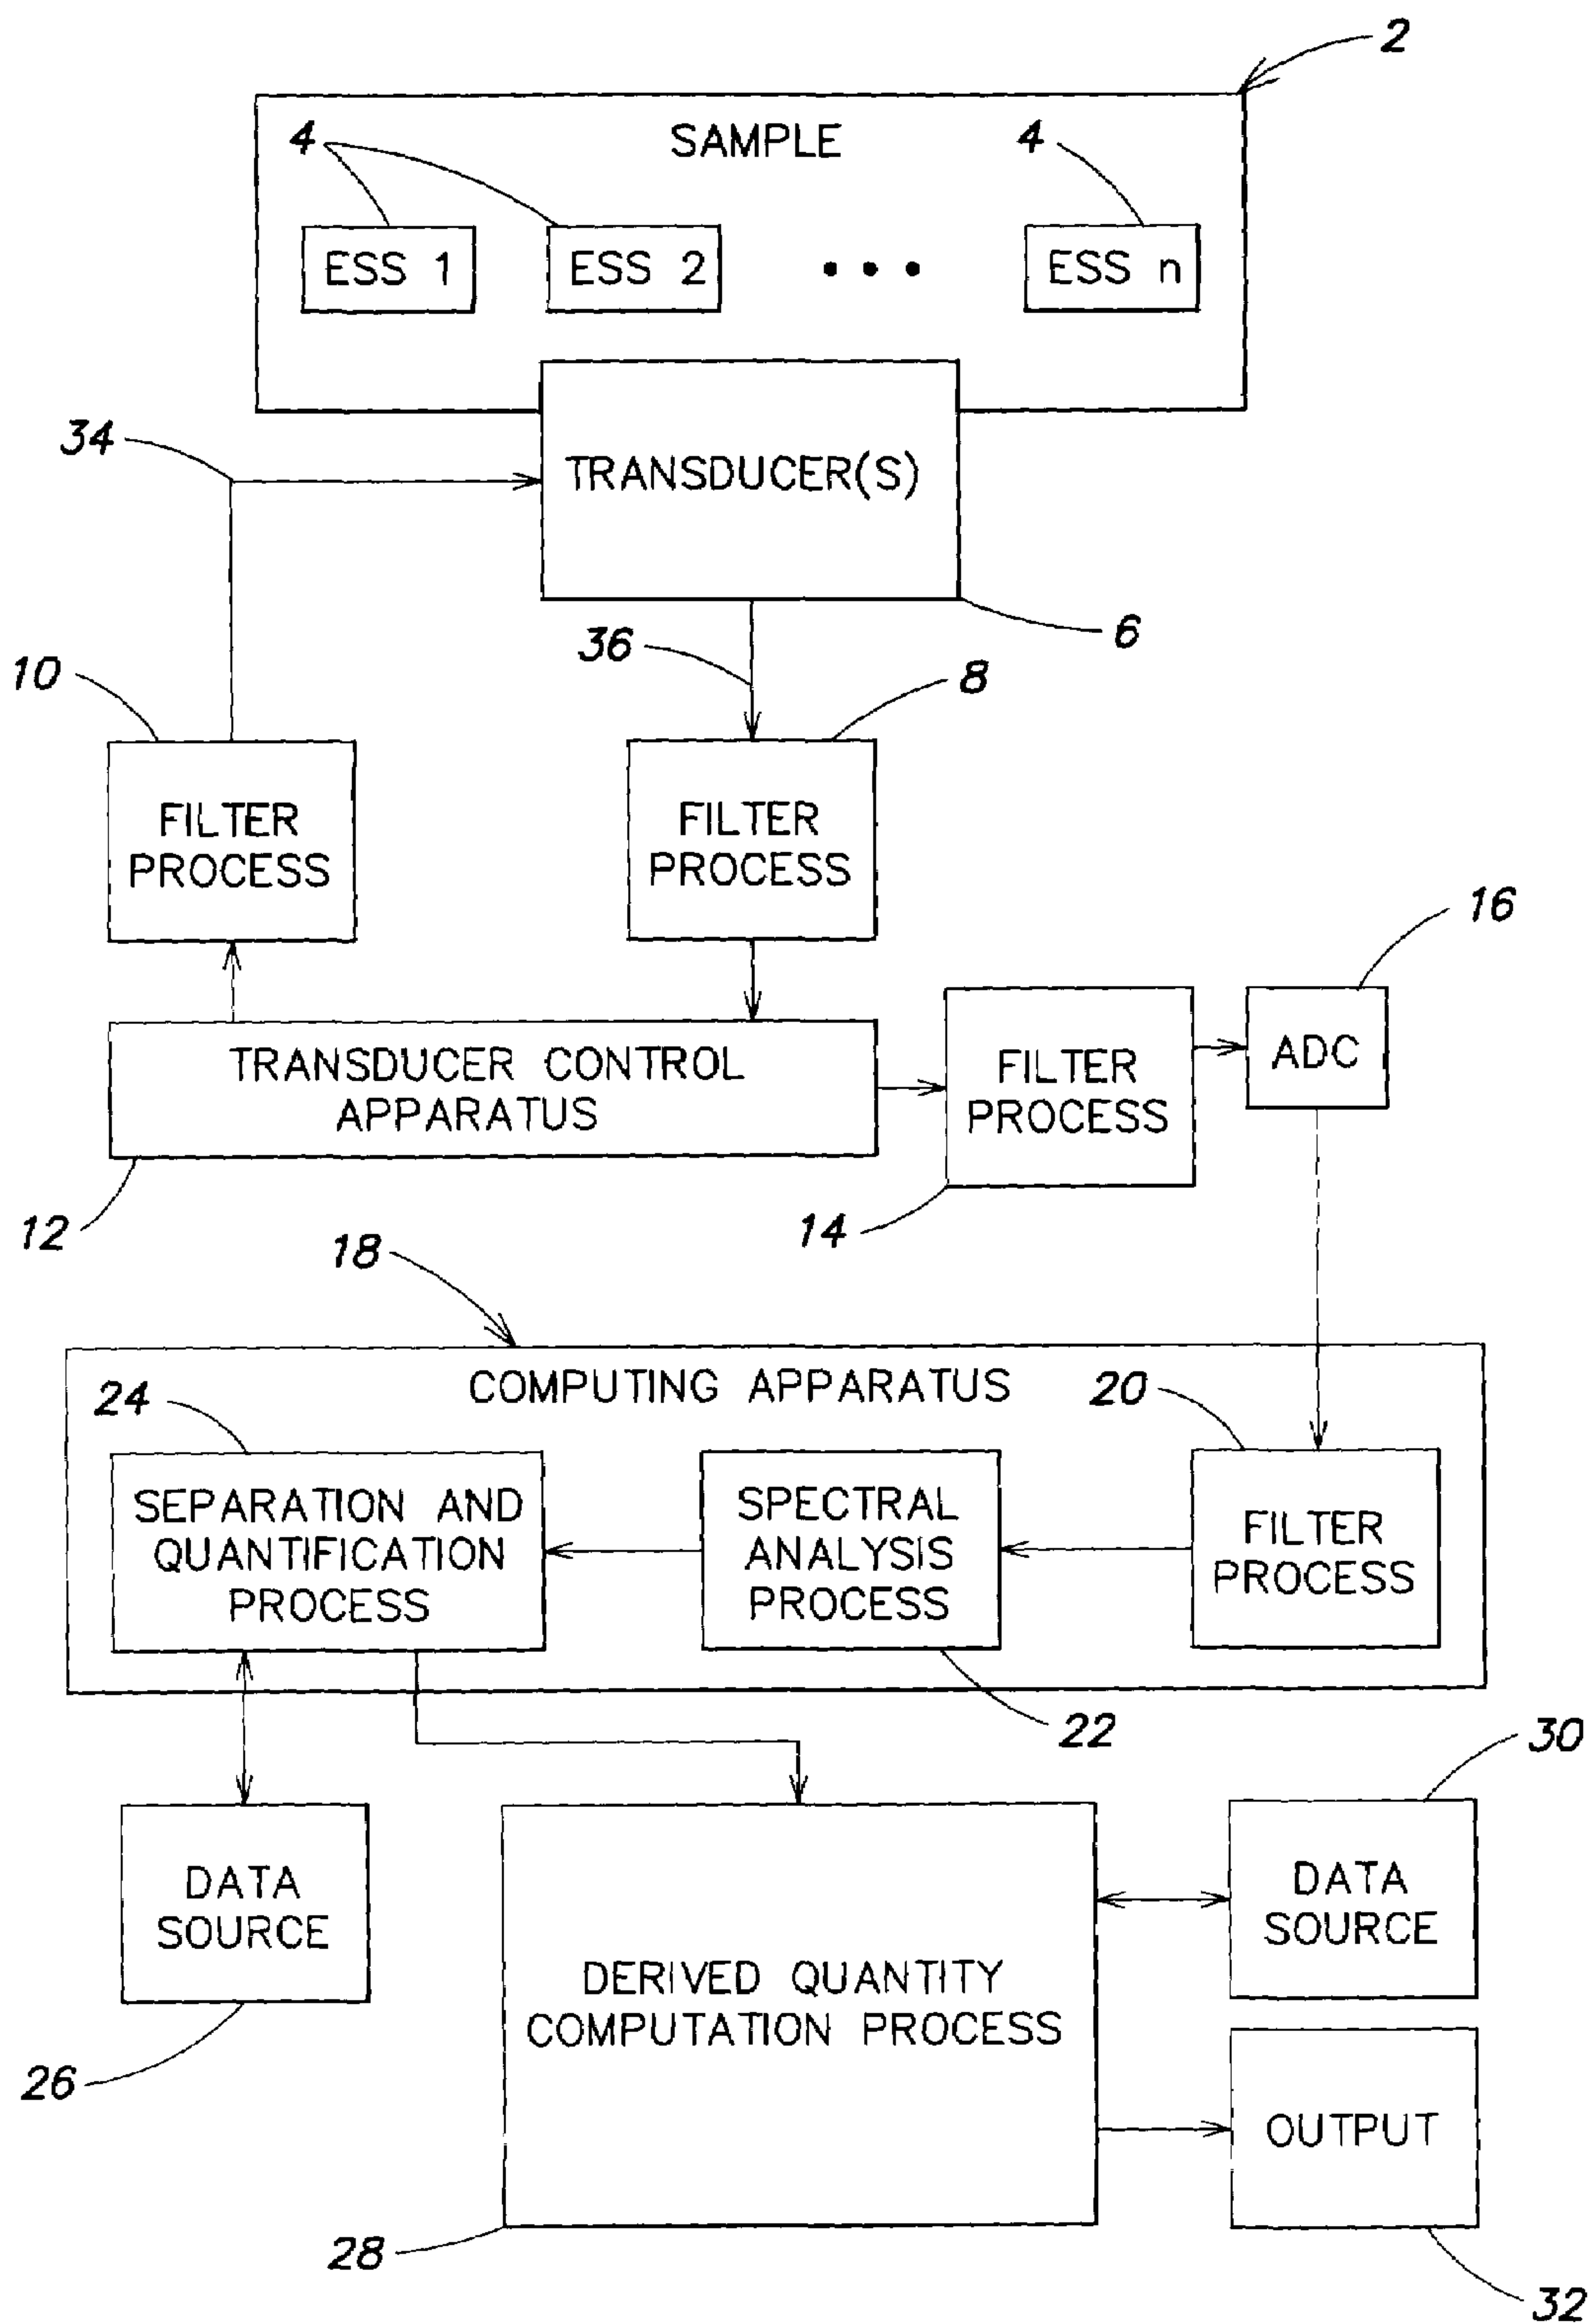 2
SAMPLE
4
4
ESS 1
ESS 2
• • •
ESS n
34
TRANSDUCER(S)
6
36
10
8
FILTER
PROCESS
FILTER
PROCESS
16
TRANSDUCER CONTROL
APPARATUS
FILTER
PROCESS
ADC
12
14
18
COMPUTING APPARATUS
24
20
SEPARATION AND
QUANTIFICATION
PROCESS
SPECTRAL
ANALYSIS
PROCESS
FILTER
PROCESS
22
30
DATA
SOURCE
DERIVED QUANTITY
COMPUTATION PROCESS
DATA
SOURCE
26
OUTPUT
28
32